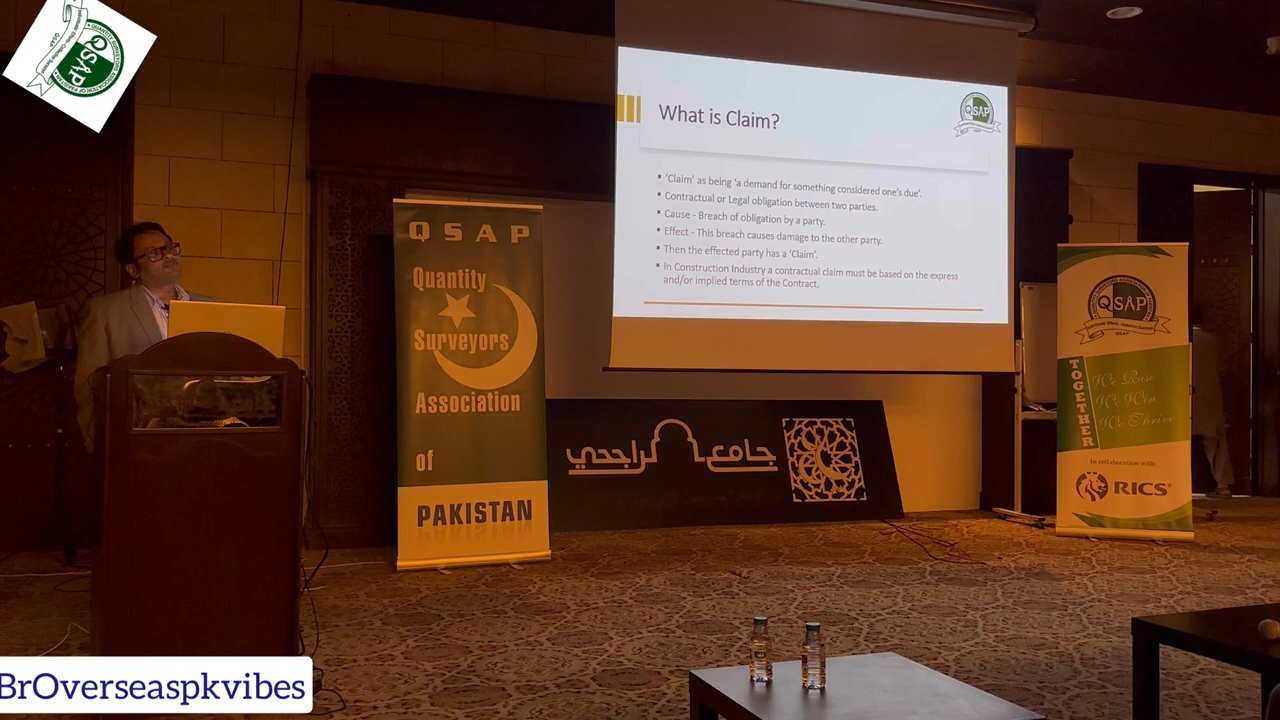 QSAP
What is Claim?
QSAP
▪ 'Claim' as being 'a demand for something considered one's due'.
▪ Contractual or Legal obligation between two parties.
▪ Cause - Breach of obligation by a party.
▪ Effect - This breach causes damage to the other party.
▪ Then the effected party has a 'Claim'.
▪ In Construction Industry a contractual claim must be based on the express
and/or implied terms of the Contract.
QSAP
Quantity
Surveyors
Association
of
PAKISTAN
جامع الراجحي
QSAP
QSAP
TOGETHER
We Rise
We Win
We Thrive
In collaboration with
RICS
BrOverseaspkvibes